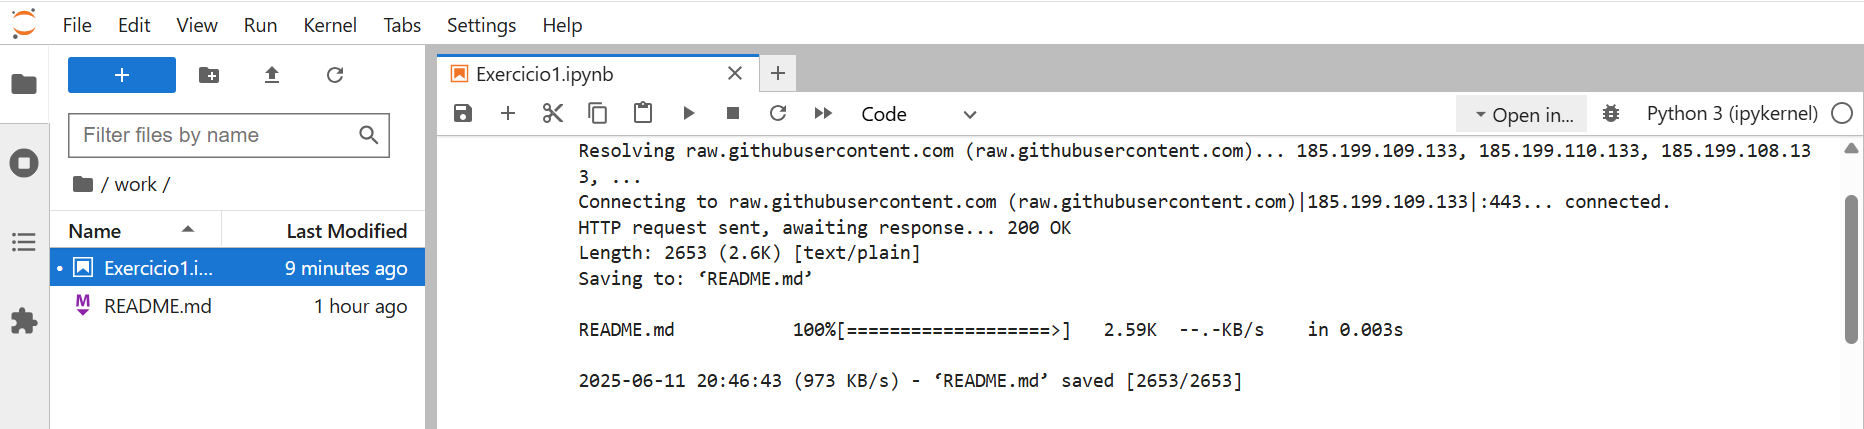 File Edit View Run Kernel Tabs Settings Help
Filter files by name
/ work /
Name Last Modified
Exercicio1.i... 9 minutes ago
README.md 1 hour ago
Exercicio1.ipynb
Code Open in... Python 3 (ipykernel)
Resolving raw.githubusercontent.com (raw.githubusercontent.com)... 185.199.109.133, 185.199.110.133, 185.199.108.13
3, ...
Connecting to raw.githubusercontent.com (raw.githubusercontent.com)|185.199.109.133|:443... connected.
HTTP request sent, awaiting response... 200 OK
Length: 2653 (2.6K) [text/plain]
Saving to: ‘README.md’
README.md 100%[===================>] 2.59K --.-KB/s in 0.003s
2025-06-11 20:46:43 (973 KB/s) - ‘README.md’ saved [2653/2653]